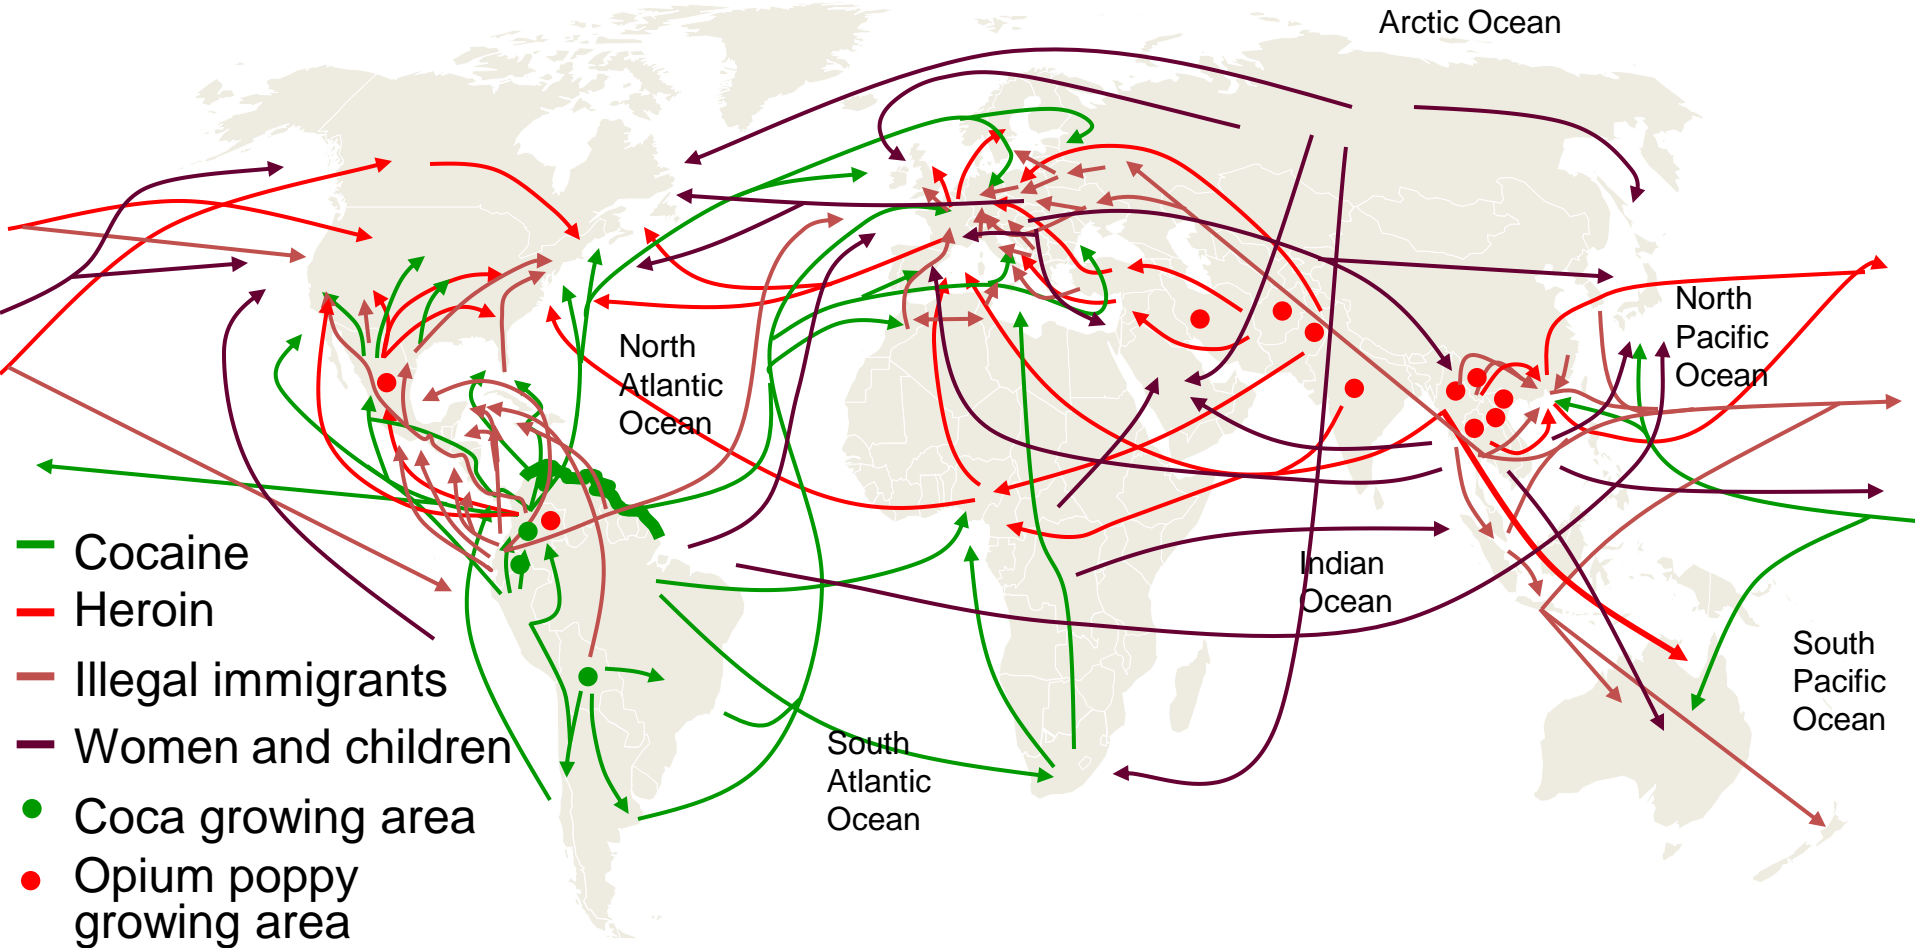 Arctic Ocean
North
Pacific
Ocean
North
Atlantic
Ocean
Indian
Ocean
South
Pacific
Ocean
South
Atlantic
Ocean
Cocaine
Heroin
Illegal immigrants
Women and children
Coca growing area
Opium poppy
growing area